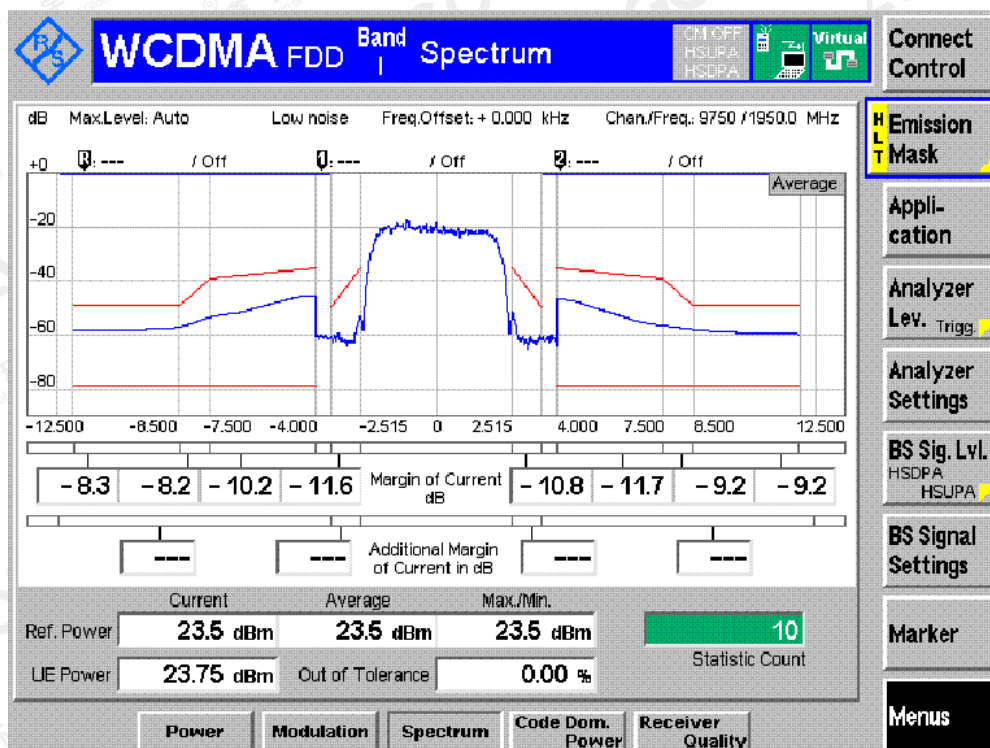 R S
WCDMA FDD Band I Spectrum
CM OFF
HSUPA
HSDPA
Virtual
Connect Control
dB Max.Level: Auto Low noise Freq.Offset: + 0.000 kHz Chan./Freq.: 9750 / 1950.0 MHz
H L T Emission Mask
+0 R: --- / Off 1: --- / Off 2: --- / Off
Average
-20
-40
-60
-80
-12.500 -8.500 -7.500 -4.000 -2.515 0 2.515 4.000 7.500 8.500 12.500
Appli-
cation
Analyzer
Lev. Trigg.
Analyzer
Settings
BS Sig. Lvl.
HSDPA
HSUPA
-8.3 -8.2 -10.2 -11.6 Margin of Current dB -10.8 -11.7 -9.2 -9.2
--- --- Additional Margin of Current in dB --- ---
BS Signal
Settings
Current Average Max./Min.
Ref. Power 23.5 dBm 23.5 dBm 23.5 dBm 10
Statistic Count
UE Power 23.75 dBm Out of Tolerance 0.00 %
Marker
Menus
Power Modulation Spectrum Code Dom. Power Receiver Quality